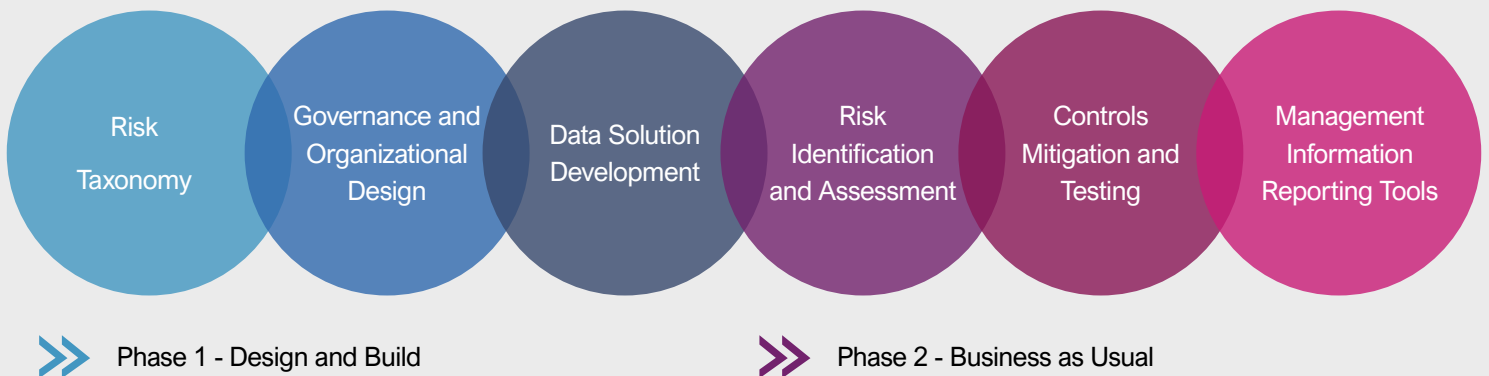 Risk
Taxonomy
Governance and
Organizational
Design
Data Solution
Development
Risk
Identification
and Assessment
Controls
Mitigation and
Testing
Management
Information
Reporting Tools
Phase 1 - Design and Build
Phase 2 - Business as Usual